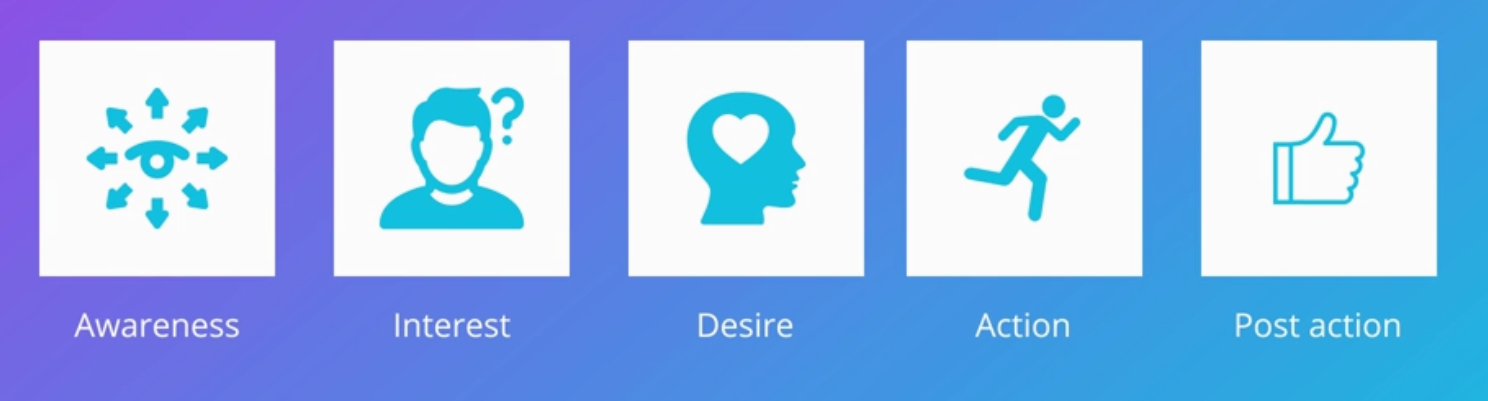 Awareness
Interest
Desire
Action
Post action